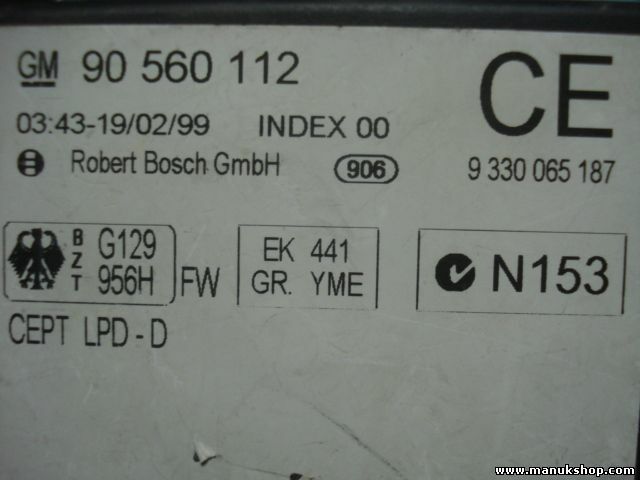 GM 90 560 112
CE
03:43-19/02/99 INDEX 00
Robert Bosch GmbH 906 9 330 065 187
BZT G129 956H FW
EK 441
GR. YME
N153
CEPT LPD - D
www.manukshop.com